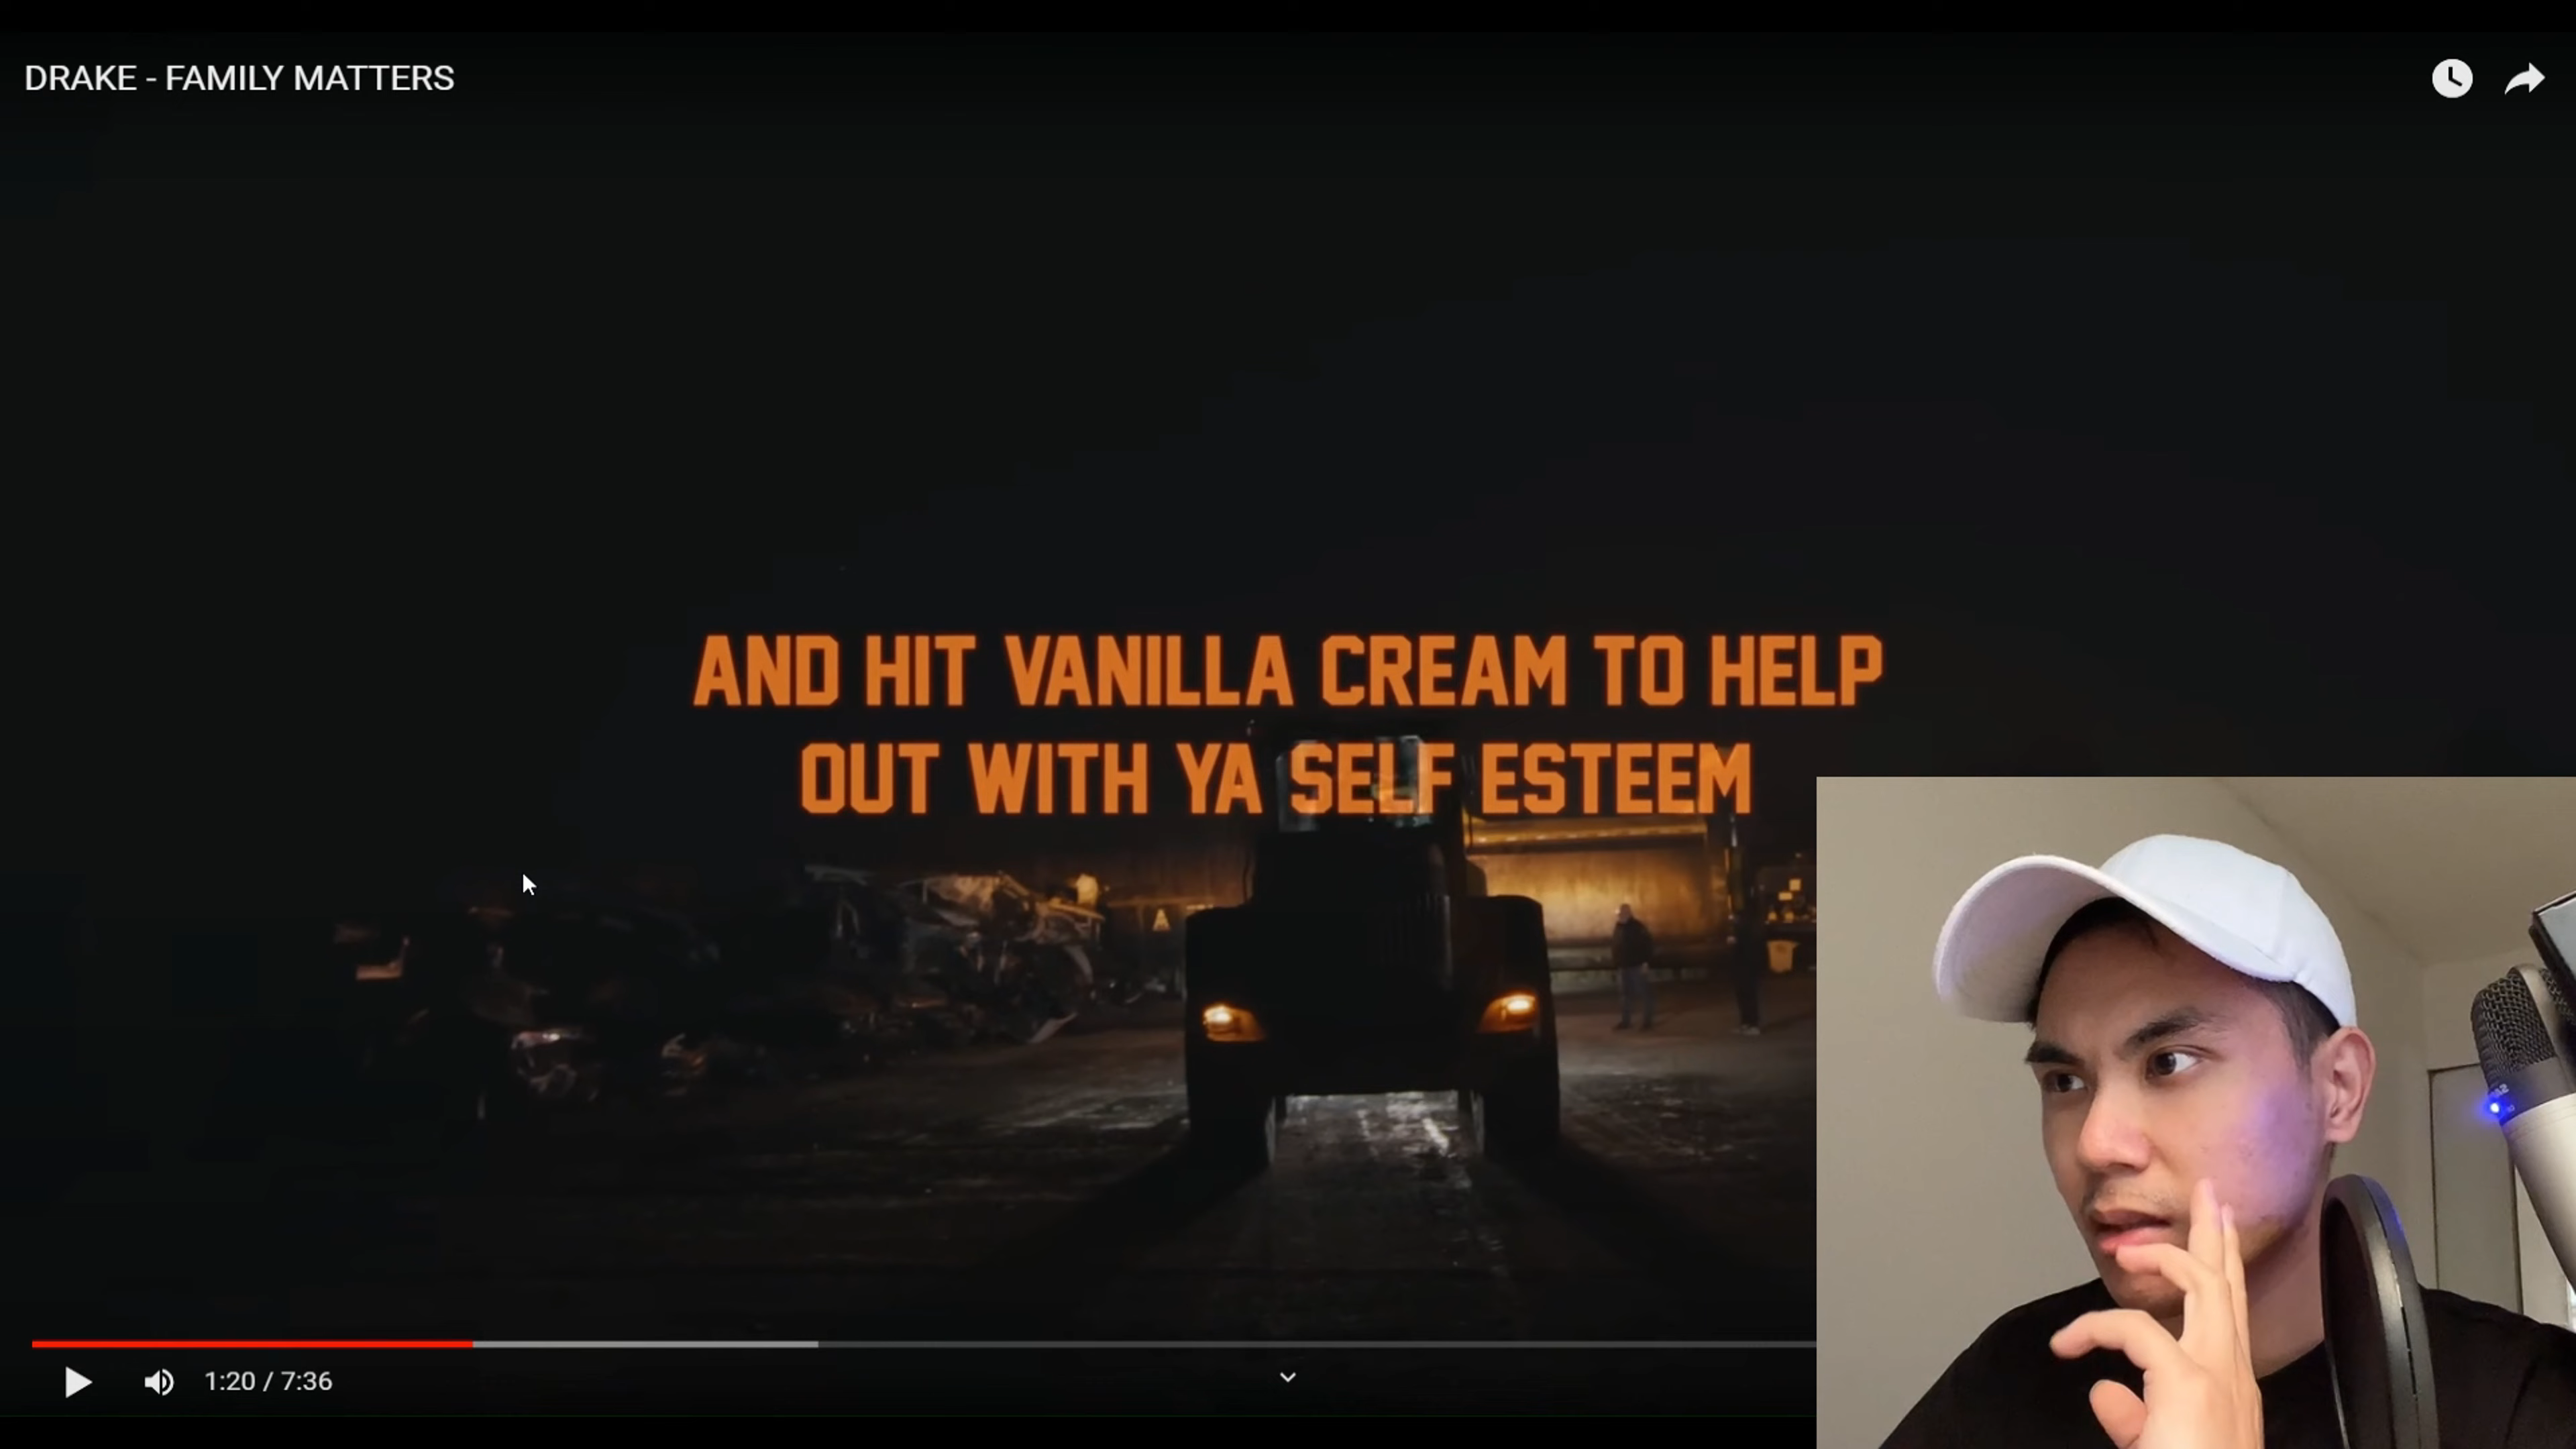 DRAKE - FAMILY MATTERS
AND HIT VANILLA CREAM TO HELP
OUT WITH YA SELF ESTEEM
1:20 / 7:36